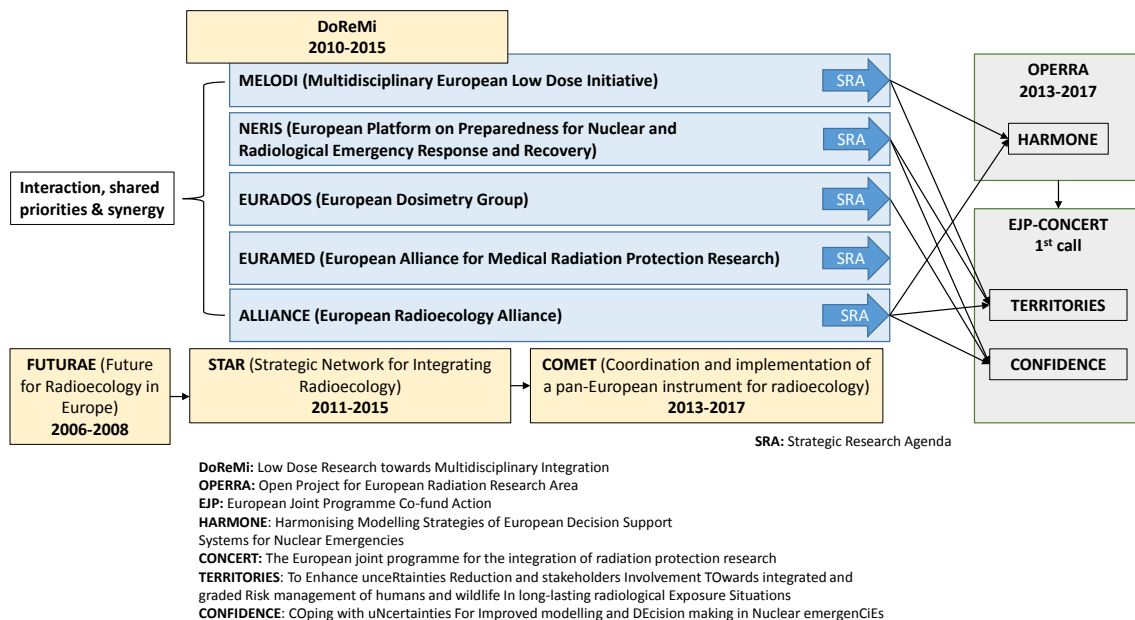 DoReMi
2010-2015
MELODI (Multidisciplinary European Low Dose Initiative)
SRA
NERIS (European Platform on Preparedness for Nuclear and
Radiological Emergency Response and Recovery)
SRA
EURADOS (European Dosimetry Group)
SRA
EURAMED (European Alliance for Medical Radiation Protection Research)
SRA
ALLIANCE (European Radioecology Alliance)
SRA
Interaction, shared
priorities & synergy
OPERRA
2013-2017
HARMONE
EJP-CONCERT
1st call
TERRITORIES
CONFIDENCE
FUTURAE (Future
for Radioecology in
Europe)
2006-2008
STAR (Strategic Network for Integrating
Radioecology)
2011-2015
COMET (Coordination and implementation of
a pan-European instrument for radioecology)
2013-2017
SRA: Strategic Research Agenda
DoReMi: Low Dose Research towards Multidisciplinary Integration
OPERRA: Open Project for European Radiation Research Area
EJP: European Joint Programme Co-fund Action
HARMONE: Harmonising Modelling Strategies of European Decision Support
Systems for Nuclear Emergencies
CONCERT: The European joint programme for the integration of radiation protection research
TERRITORIES: To Enhance unceRtainties Reduction and stakeholders Involvement TOwards integrated and
graded Risk management of humans and wildlife In long-lasting radiological Exposure Situations
CONFIDENCE: COping with uNcertainties For Improved modelling and DEcision making in Nuclear emergenCiEs